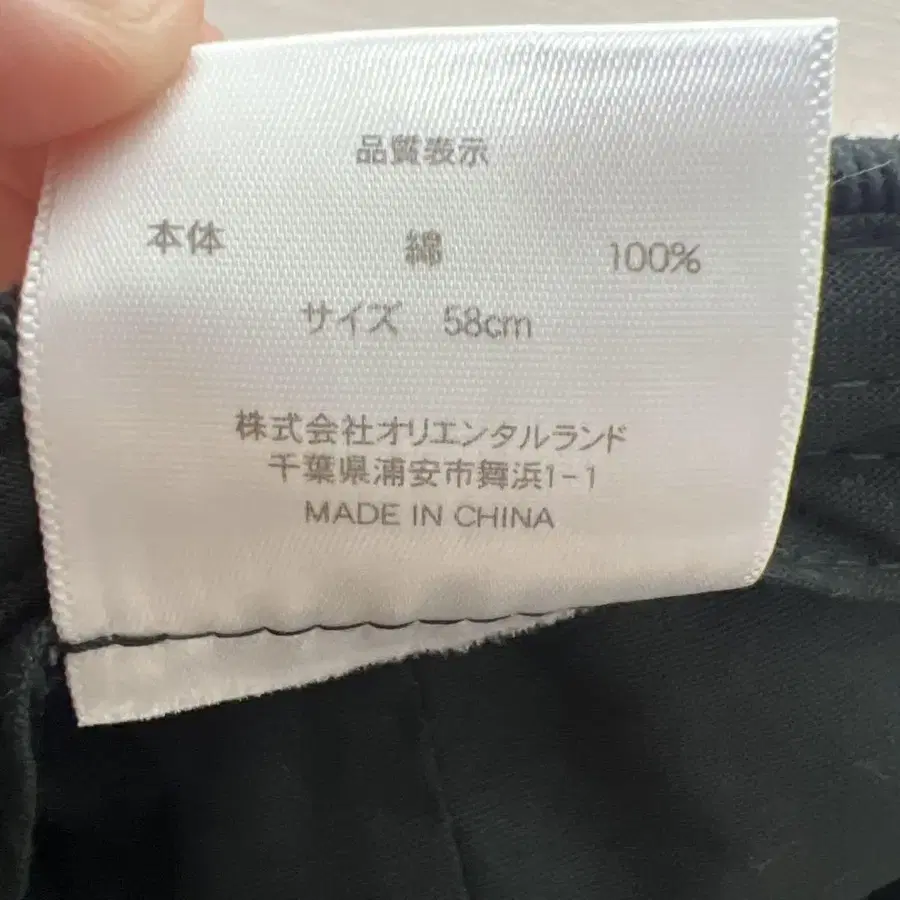 品質表示
本体 綿 100%
サイズ 58cm
株式会社オリエンタルランド
千葉県浦安市舞浜1-1
MADE IN CHINA